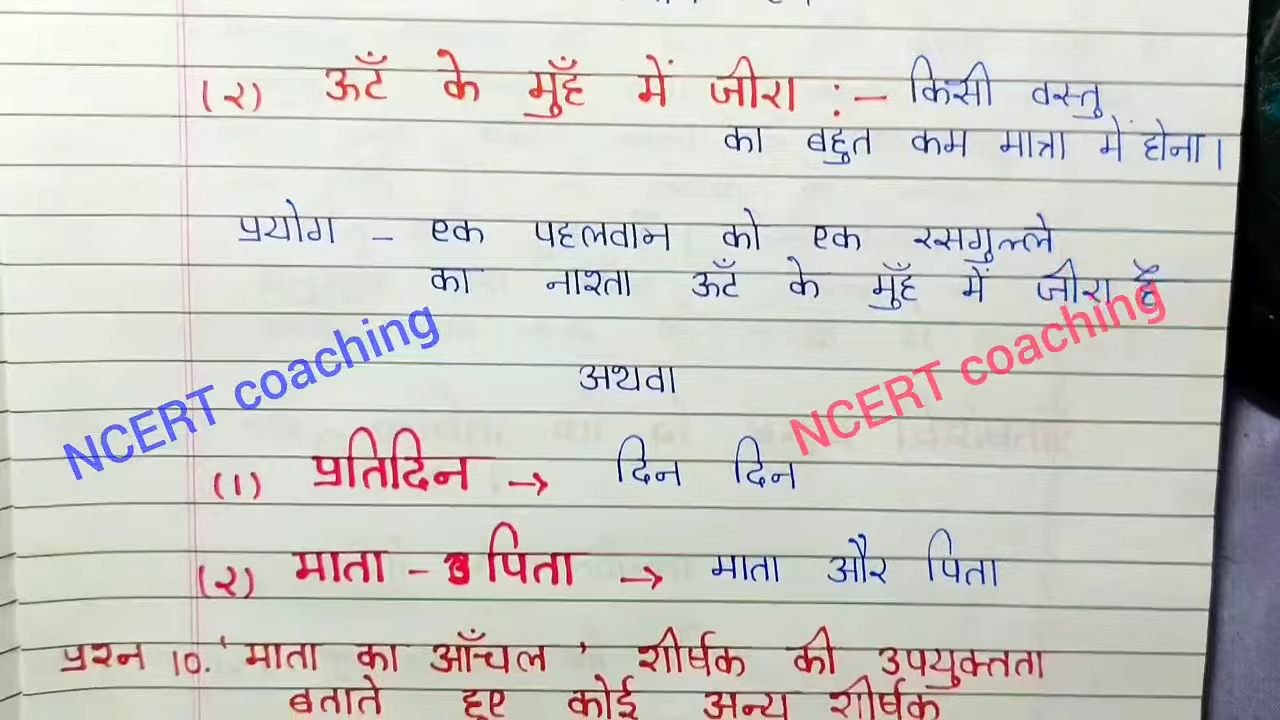 (२) ऊँट के मुँह में जीरा :- किसी वस्तु
का बहुत कम मात्रा में होना।
प्रयोग - एक पहलवान को एक रसगुल्ले
का नाश्ता ऊँट के मुँह में जीरा है
NCERT coaching
NCERT coaching
अथवा
(1) प्रतिदिन → दिन दिन
(२) माता - पिता → माता और पिता
प्रश्न 10. 'माता का आँचल' शीर्षक की उपयुक्तता
बताते हुए कोई अन्य शीर्षक